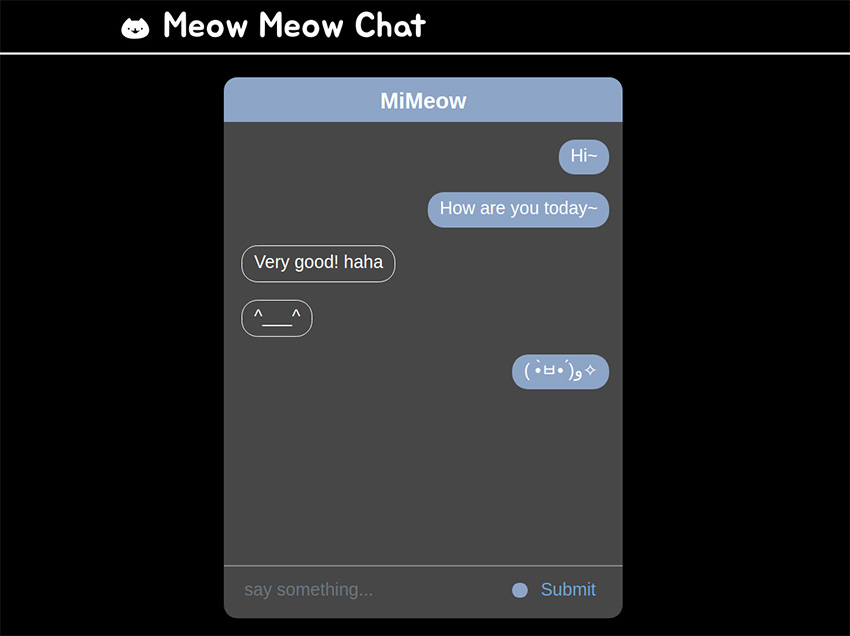 Meow Meow Chat
MiMeow
Hi~
How are you today~
Very good! haha
^___^
( •̀ㅂ•́)و✧
say something...
Submit